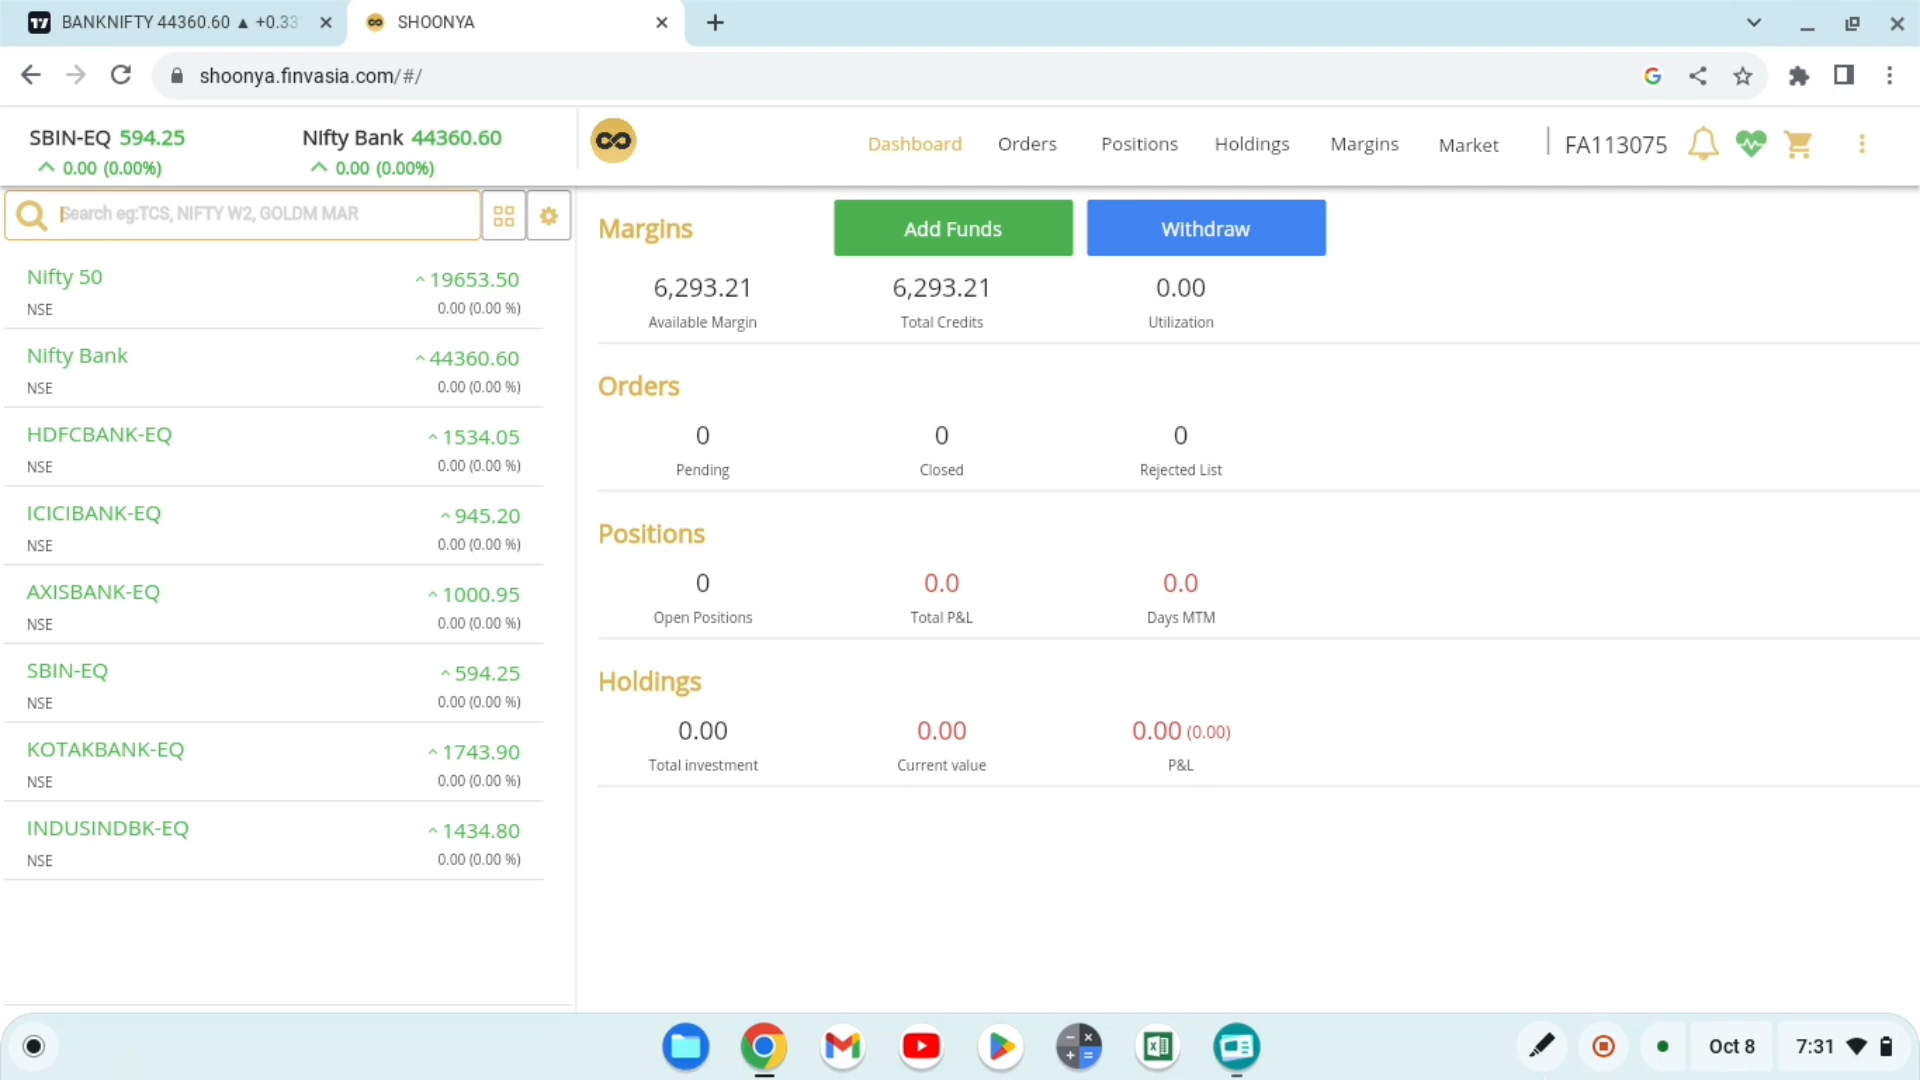 BANKNIFTY 44360.60 ▲ +0.33
SHOONYA
shoonya.finvasia.com/#/
SBIN-EQ 594.25
0.00 (0.00%)
Nifty Bank 44360.60
0.00 (0.00%)
Dashboard
Orders
Positions
Holdings
Margins
Market
FA113075
Search eg:TCS, NIFTY W2, GOLDM MAR
Nifty 50
19653.50
NSE
0.00 (0.00 %)
Nifty Bank
44360.60
NSE
0.00 (0.00 %)
HDFCBANK-EQ
1534.05
NSE
0.00 (0.00 %)
ICICIBANK-EQ
945.20
NSE
0.00 (0.00 %)
AXISBANK-EQ
1000.95
NSE
0.00 (0.00 %)
SBIN-EQ
594.25
NSE
0.00 (0.00 %)
KOTAKBANK-EQ
1743.90
NSE
0.00 (0.00 %)
INDUSINDBK-EQ
1434.80
NSE
0.00 (0.00 %)
Margins
Add Funds
Withdraw
6,293.21
6,293.21
0.00
Available Margin
Total Credits
Utilization
Orders
0
0
0
Pending
Closed
Rejected List
Positions
0
0.0
0.0
Open Positions
Total P&L
Days MTM
Holdings
0.00
0.00
0.00 (0.00)
Total investment
Current value
P&L
Oct 8
7:31